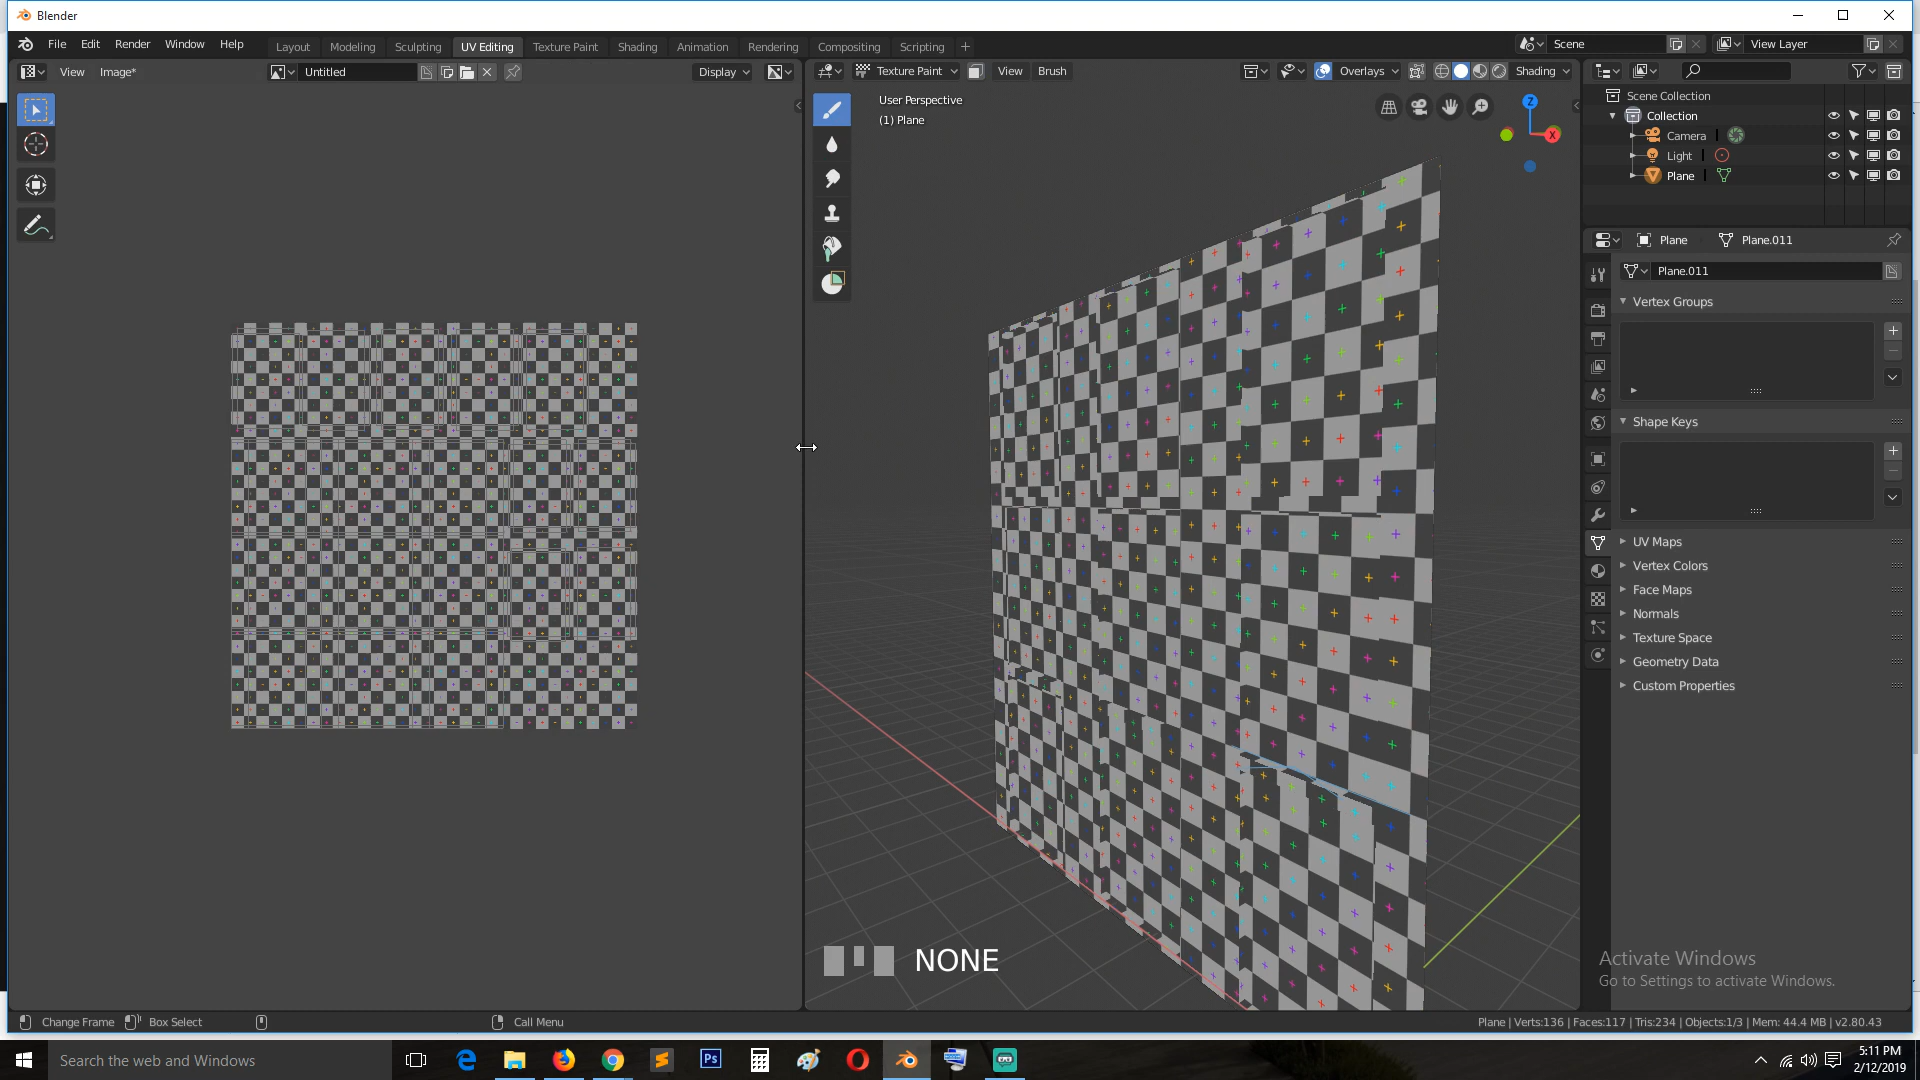 Blender
File Edit Render Window Help
Layout Modeling Sculpting UV Editing Texture Paint Shading Animation Rendering Compositing Scripting +
Scene
View Layer
View Image*
Untitled
Display
Texture Paint View Brush
Overlays
Shading
User Perspective
(1) Plane
Z
X
Scene Collection
Collection
Camera
Light
Plane
Plane Plane.011
Plane.011
Vertex Groups
Shape Keys
UV Maps
Vertex Colors
Face Maps
Normals
Texture Space
Geometry Data
Custom Properties
NONE
Activate Windows
Go to Settings to activate Windows.
Change Frame Box Select Call Menu
Plane | Verts:136 | Faces:117 | Tris:234 | Objects:1/3 | Mem: 44.4 MB | v2.80.43
Search the web and Windows
Ps
5:11 PM
2/12/2019